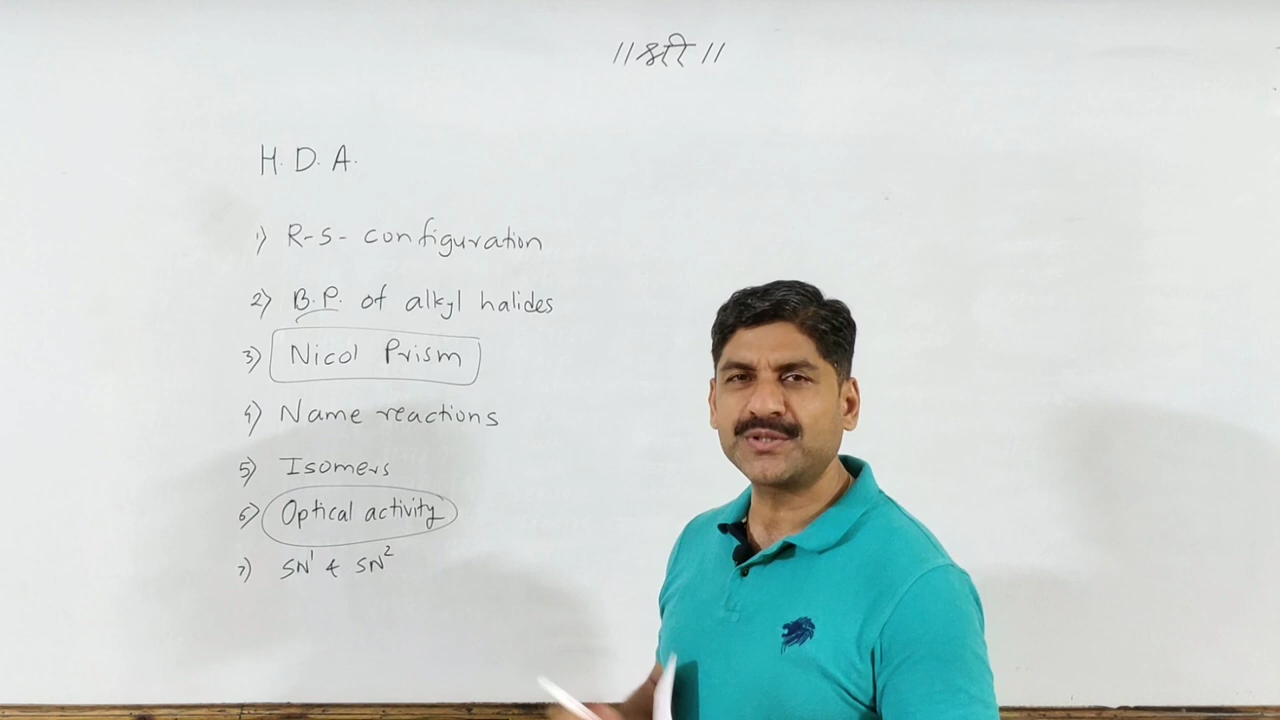 ॥ श्री ॥
H. D. A.
1) R-S- configuration
2) B.P. of alkyl halides
3) Nicol Prism
4) Name reactions
5) Isomers
6) Optical activity
7) SN¹ & SN²